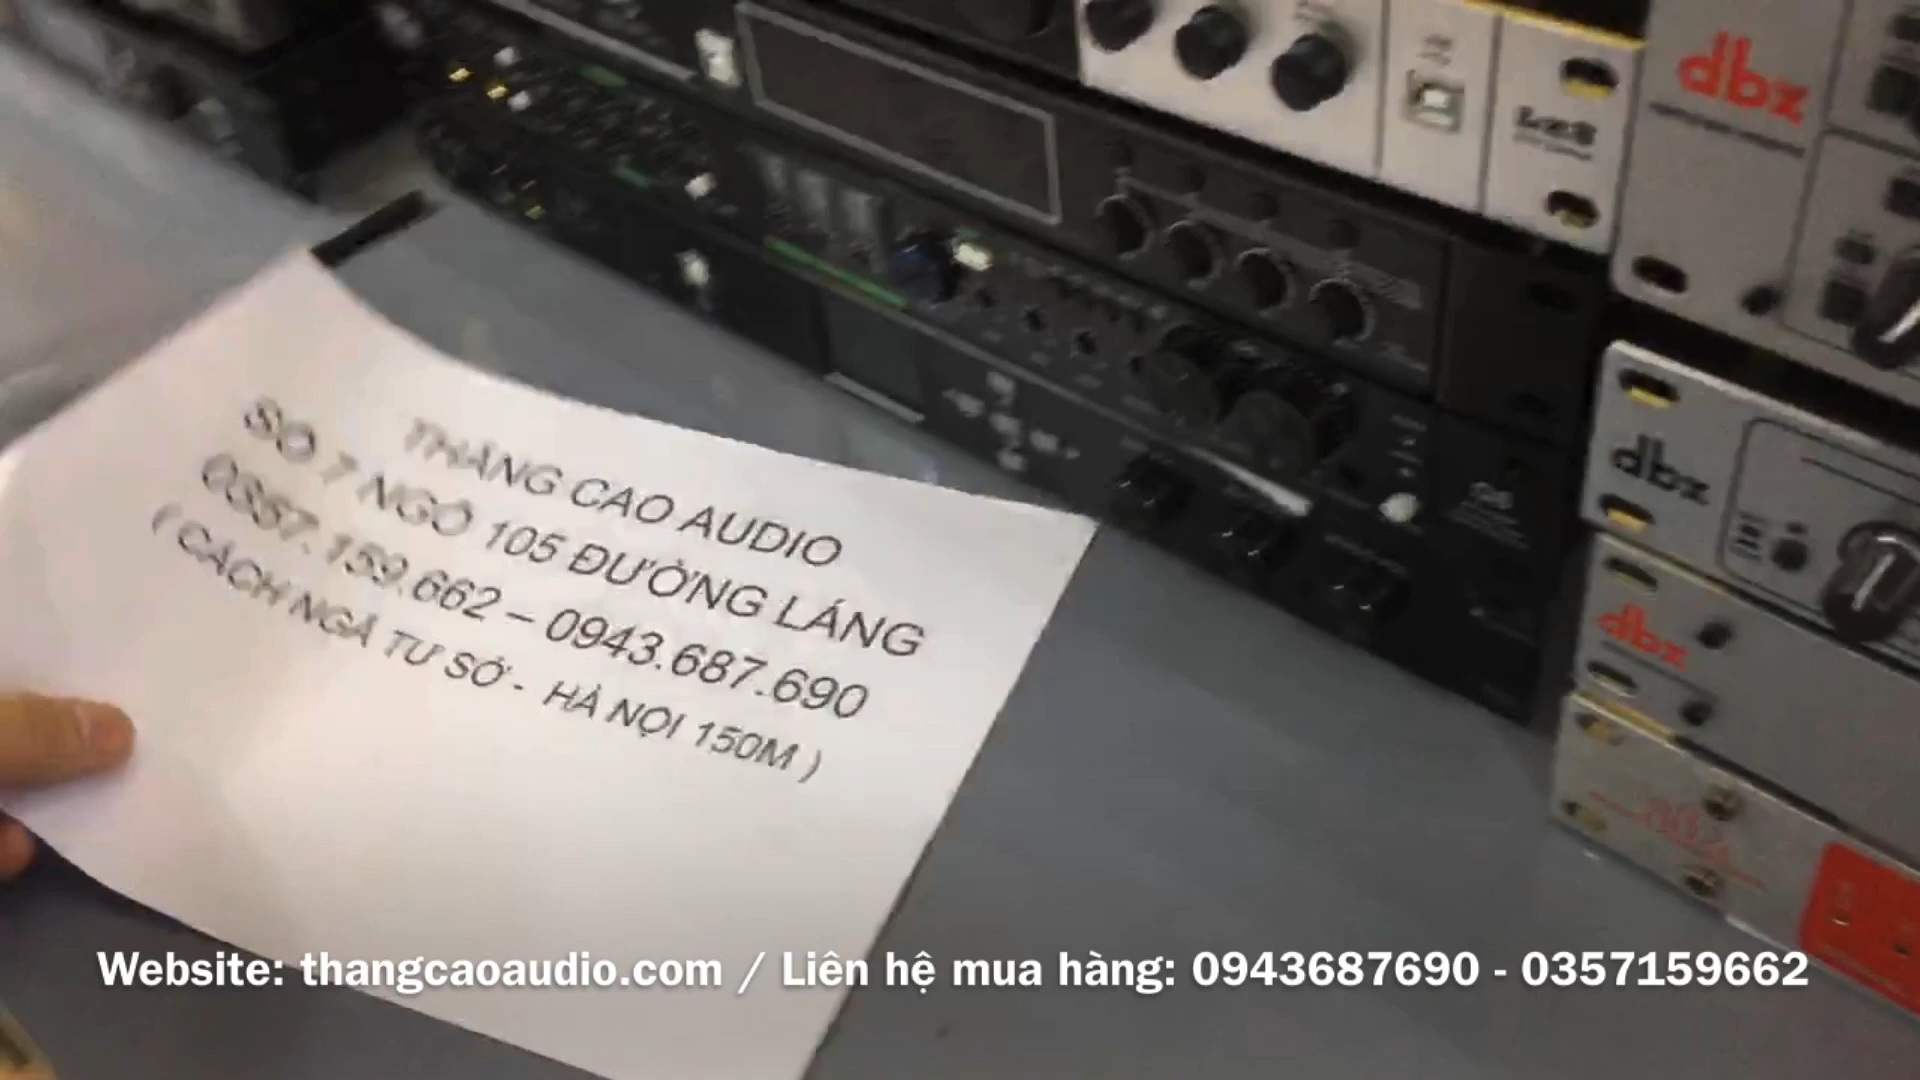 dbx
dbx
dbx
THẮNG CAO AUDIO
SỐ 7 NGÕ 105 ĐƯỜNG LÁNG
0357.159.662 – 0943.687.690
( CÁCH NGÃ TƯ SỞ - HÀ NỘI 150M )
Website: thangcaoaudio.com / Liên hệ mua hàng: 0943687690 - 0357159662